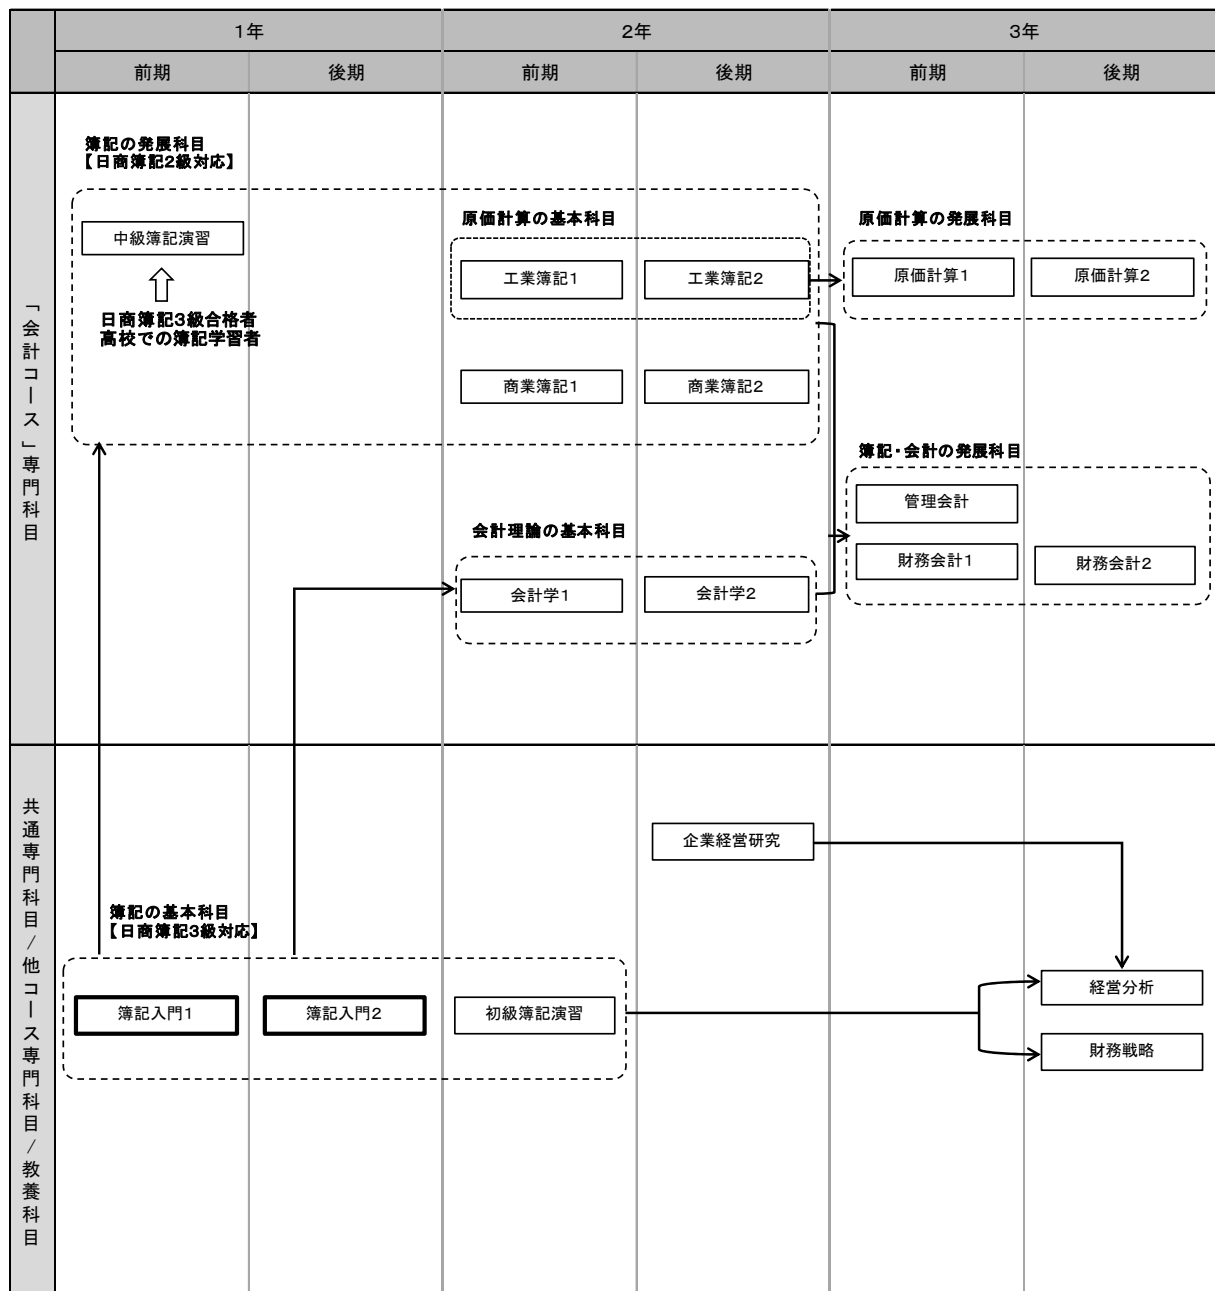 1年
2年
3年
前期
後期
前期
後期
前期
後期
「会計コース」専門科目
簿記の発展科目
【日商簿記2級対応】
中級簿記演習
日商簿記3級合格者
高校での簿記学習者
原価計算の基本科目
工業簿記1
工業簿記2
商業簿記1
商業簿記2
原価計算の発展科目
原価計算1
原価計算2
簿記・会計の発展科目
管理会計
財務会計1
財務会計2
会計理論の基本科目
会計学1
会計学2
共通専門科目/他コース専門科目/教養科目
企業経営研究
簿記の基本科目
【日商簿記3級対応】
簿記入門1
簿記入門2
初級簿記演習
経営分析
財務戦略